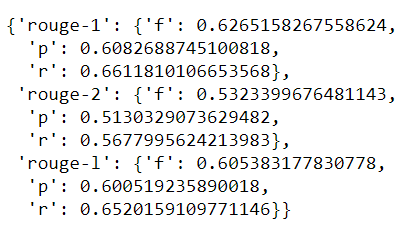 {'rouge-1': {'f': 0.6265158267558624,
'p': 0.6082688745100818,
'r': 0.6611810106653568},
'rouge-2': {'f': 0.5323399676481143,
'p': 0.5130329073629482,
'r': 0.5677995624213983},
'rouge-l': {'f': 0.605383177830778,
'p': 0.600519235890018,
'r': 0.6520159109771146}}